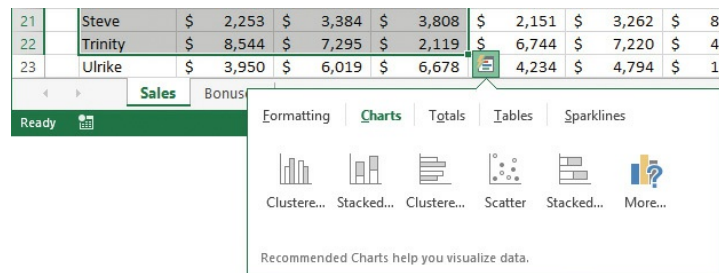 21 Steve $ 2,253 $ 3,384 $ 3,808 $ 2,151 $ 3,262 $ 8
22 Trinity $ 8,544 $ 7,295 $ 2,119 $ 6,744 $ 7,220 $ 4
23 Ulrike $ 3,950 $ 6,019 $ 6,678 4,234 $ 4,794 $ 1
Sales Bonus
Ready
Formatting Charts Totals Tables Sparklines
Clustere... Stacked... Clustere... Scatter Stacked... More...
Recommended Charts help you visualize data.